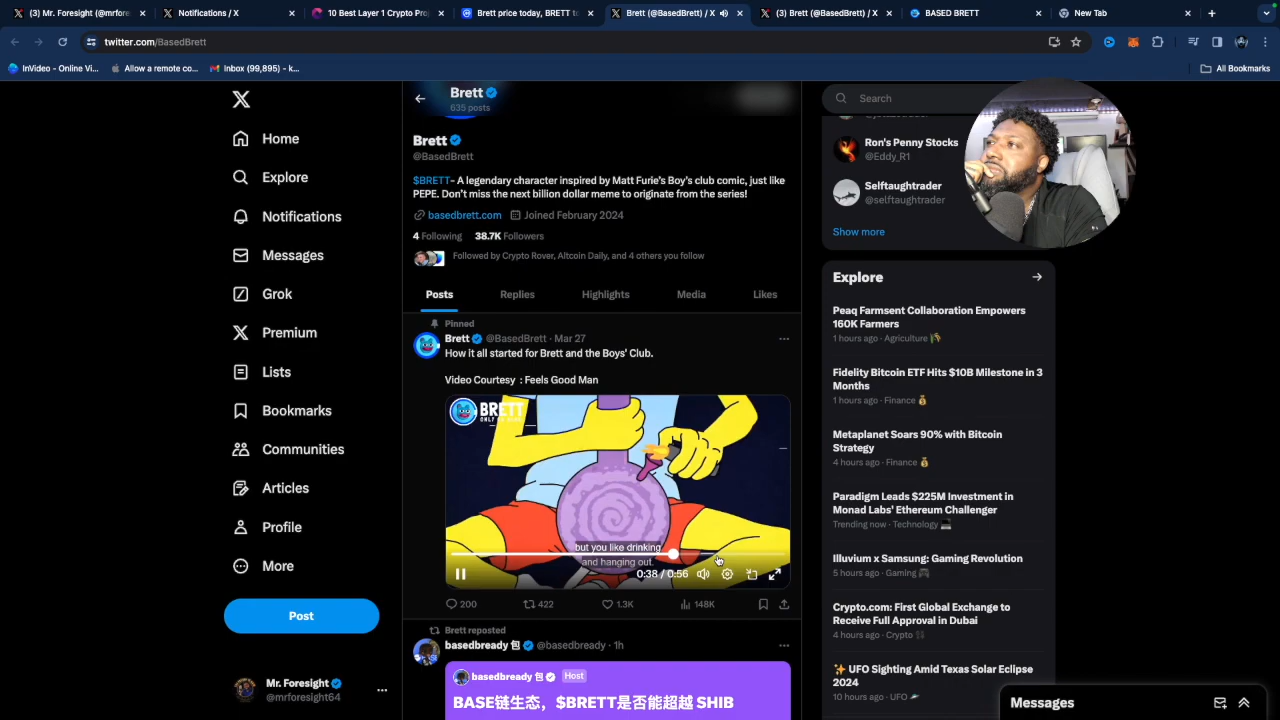 (3) Mr. Foresight (@mrforesig
Notifications / X
10 Best Layer 1 Crypto Proj
Brett price today, BRETT to
Brett (@BasedBrett) / X
(3) Brett (@BasedBrett) / X
BASED BRETT
New Tab
twitter.com/BasedBrett
InVideo - Online Vi...
Allow a remote co...
Inbox (99,895) - k...
All Bookmarks
Home
Explore
Notifications
Messages
Grok
Premium
Lists
Bookmarks
Communities
Articles
Profile
More
Post
Mr. Foresight
@mrforesight64
Brett
635 posts
Brett
@BasedBrett
$BRETT- A legendary character inspired by Matt Furie's Boy's club comic, just like
PEPE. Don't miss the next billion dollar meme to originate from the series!
basedbrett.com Joined February 2024
4 Following 38.7K Followers
Followed by Crypto Rover, Altcoin Daily, and 4 others you follow
Posts Replies Highlights Media Likes
Pinned
Brett @BasedBrett · Mar 27
How it all started for Brett and the Boys' Club.
Video Courtesy : Feels Good Man
BRETT
but you like drinking
and hanging out.
0:38 / 0:56
200 422 1.3K 148K
Brett reposted
basedbready 包 @basedbready · 1h
basedbready 包 Host
BASE链生态，$BRETT是否能超越 SHIB
Search
Ron's Penny Stocks
@Eddy_R1
Selftaughtrader
@selftaughtrader
Show more
Explore
Peaq Farmsent Collaboration Empowers
160K Farmers
1 hours ago · Agriculture
Fidelity Bitcoin ETF Hits $10B Milestone in 3
Months
1 hours ago · Finance
Metaplanet Soars 90% with Bitcoin
Strategy
4 hours ago · Finance
Paradigm Leads $225M Investment in
Monad Labs' Ethereum Challenger
Trending now · Technology
Illuvium x Samsung: Gaming Revolution
5 hours ago · Gaming
Crypto.com: First Global Exchange to
Receive Full Approval in Dubai
4 hours ago · Crypto
✨ UFO Sighting Amid Texas Solar Eclipse
2024
10 hours ago · UFO
Messages